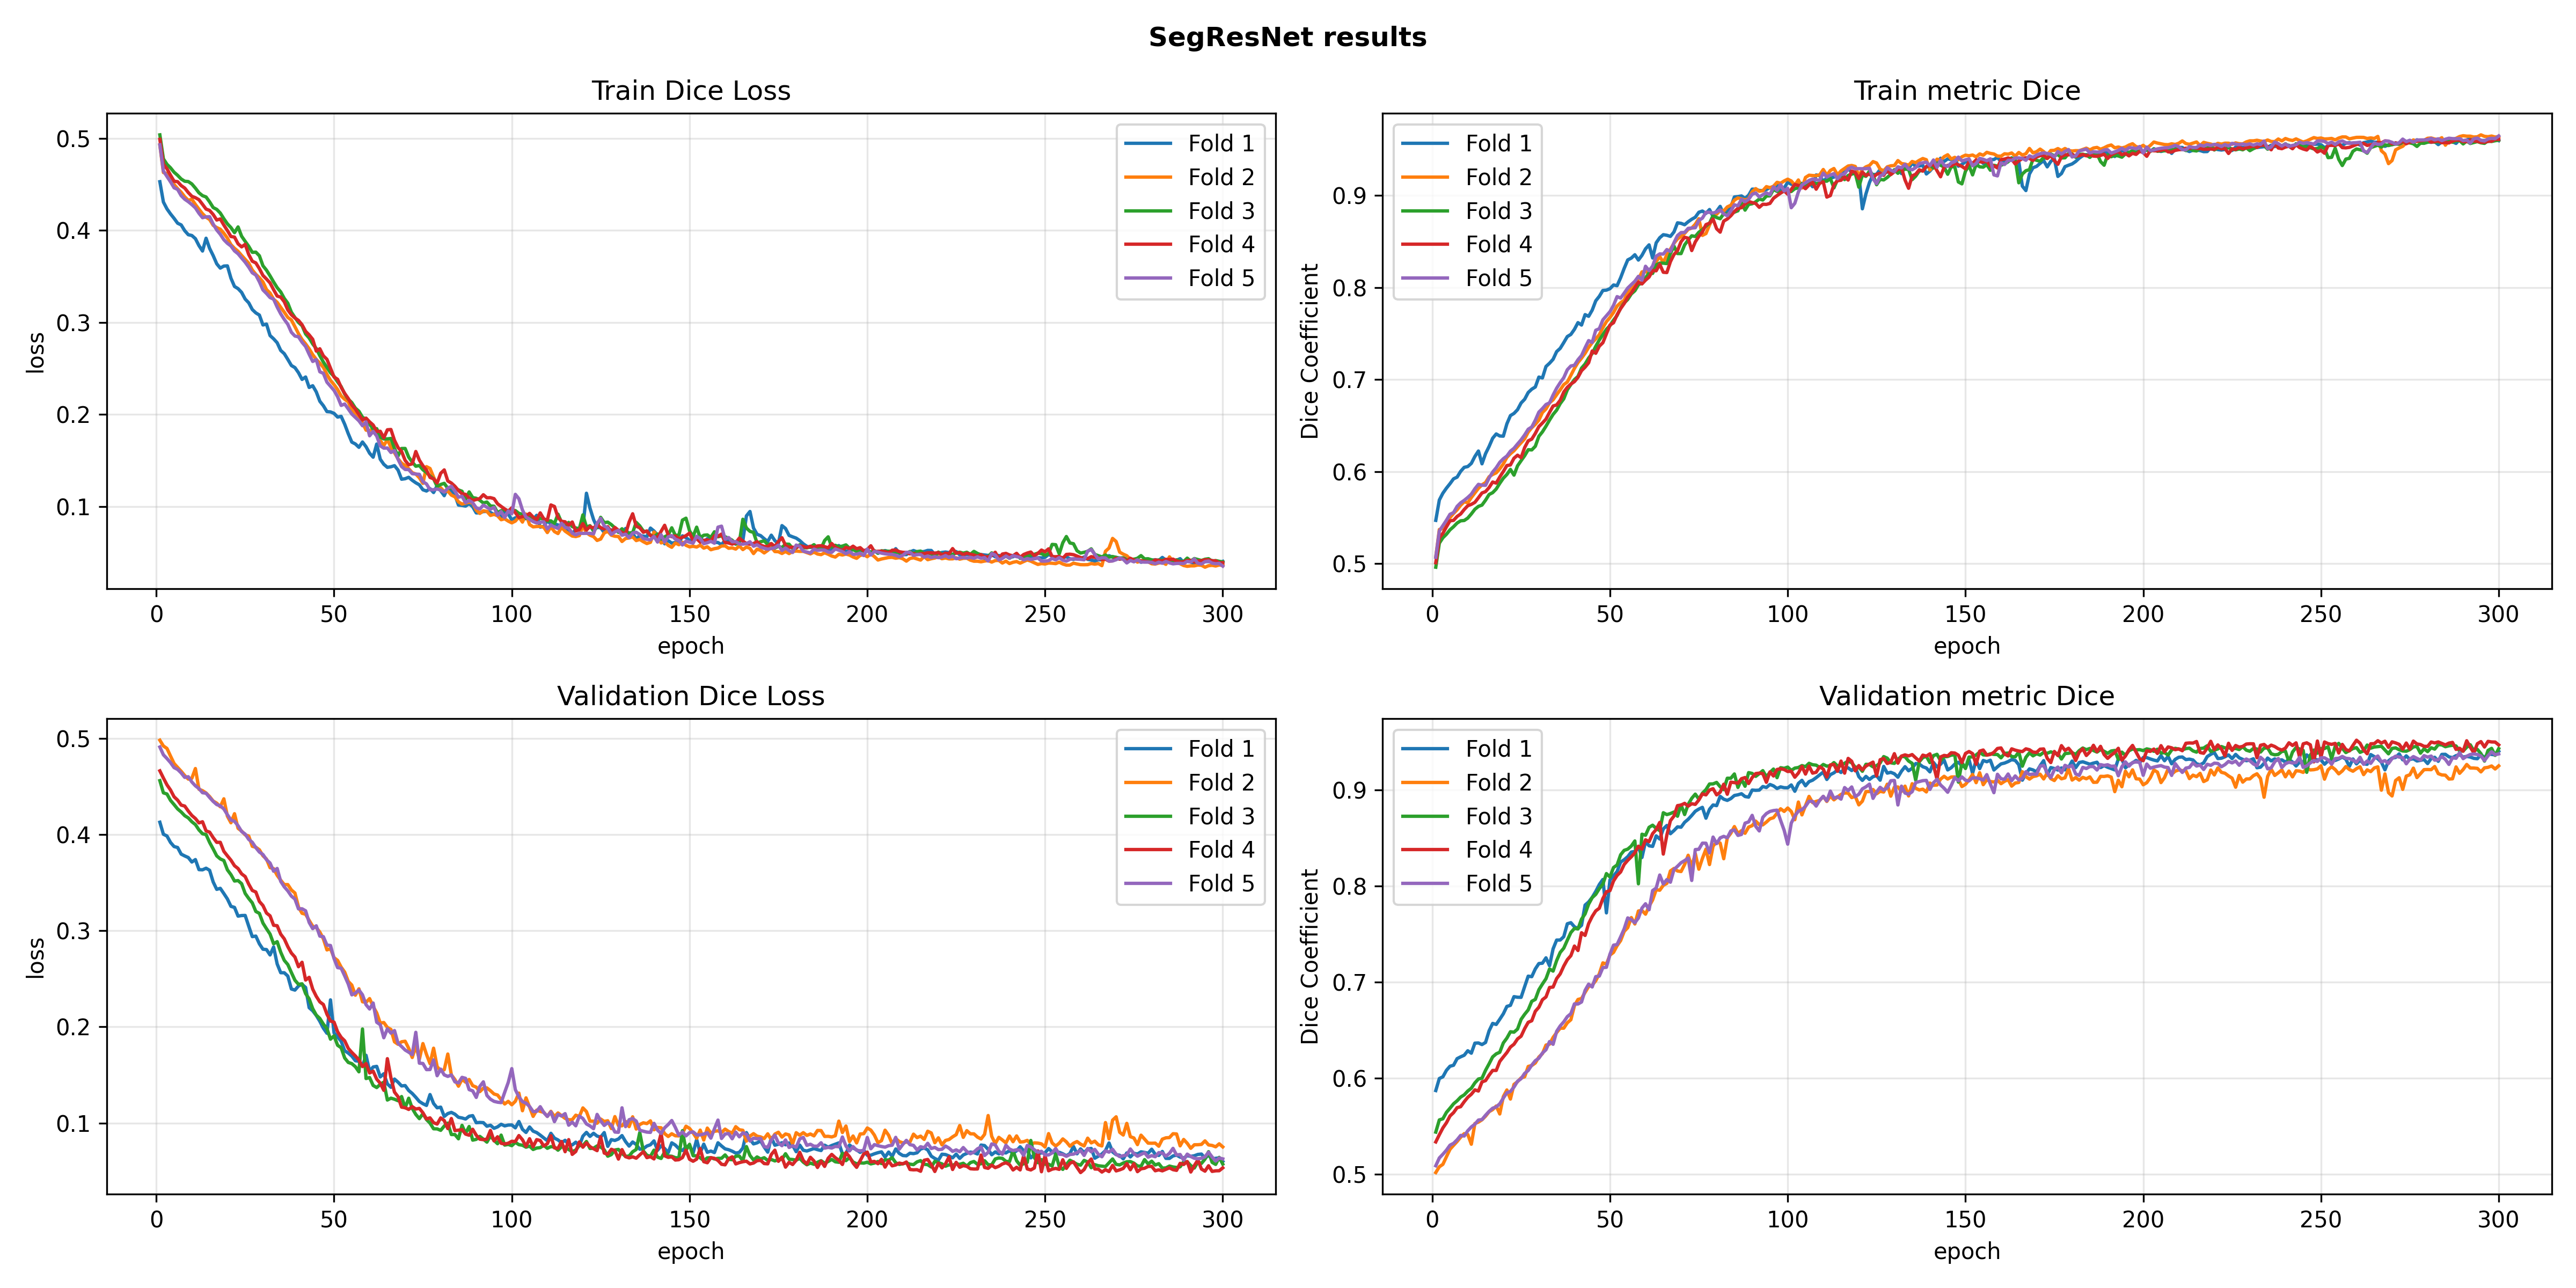 SegResNet results
Train Dice Loss
loss
0.5
0.4
0.3
0.2
0.1
0 50 100 150 200 250 300
epoch
Fold 1
Fold 2
Fold 3
Fold 4
Fold 5
Train metric Dice
Dice Coefficient
0.9
0.8
0.7
0.6
0.5
0 50 100 150 200 250 300
epoch
Fold 1
Fold 2
Fold 3
Fold 4
Fold 5
Validation Dice Loss
loss
0.5
0.4
0.3
0.2
0.1
0 50 100 150 200 250 300
epoch
Fold 1
Fold 2
Fold 3
Fold 4
Fold 5
Validation metric Dice
Dice Coefficient
0.9
0.8
0.7
0.6
0.5
0 50 100 150 200 250 300
epoch
Fold 1
Fold 2
Fold 3
Fold 4
Fold 5